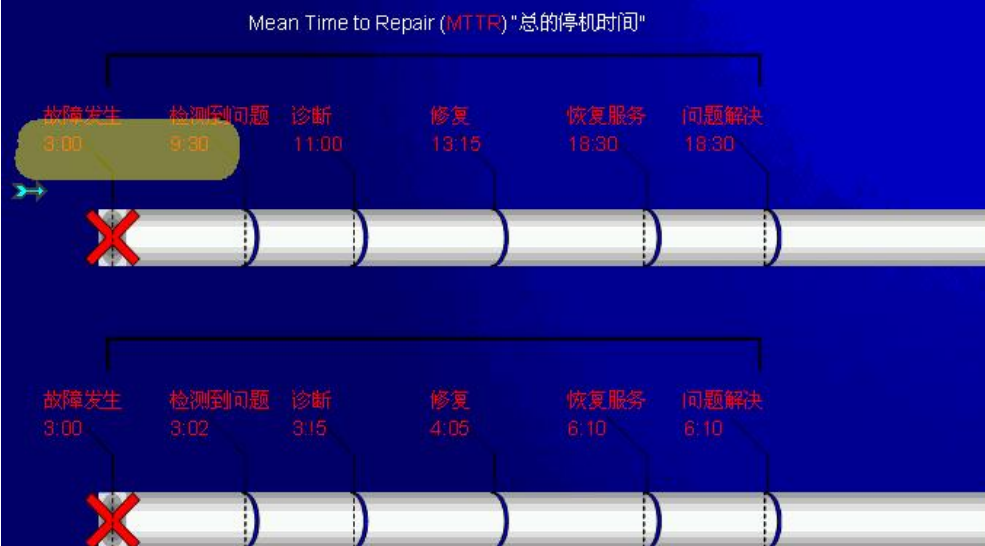 Mean Time to Repair (MTTR) "总的停机时间"
故障发生 检测到问题 诊断 修复 恢复服务 问题解决
3:00 9:30 11:00 13:15 18:30 18:30
故障发生 检测到问题 诊断 修复 恢复服务 问题解决
3:00 3:02 3:15 4:05 6:10 6:10